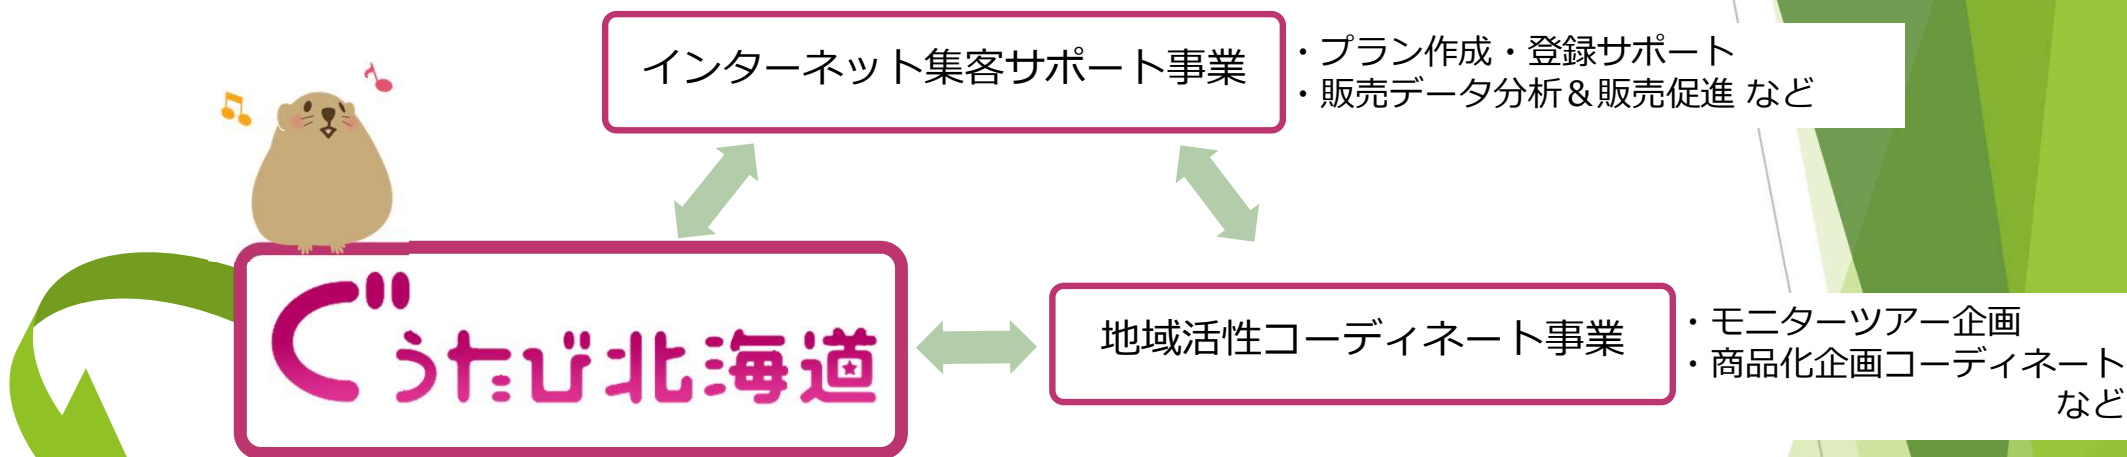 インターネット集客サポート事業
・プラン作成・登録サポート
・販売データ分析＆販売促進 など
ぐうたび北海道
地域活性コーディネート事業
・モニターツアー企画
・商品化企画コーディネート
など